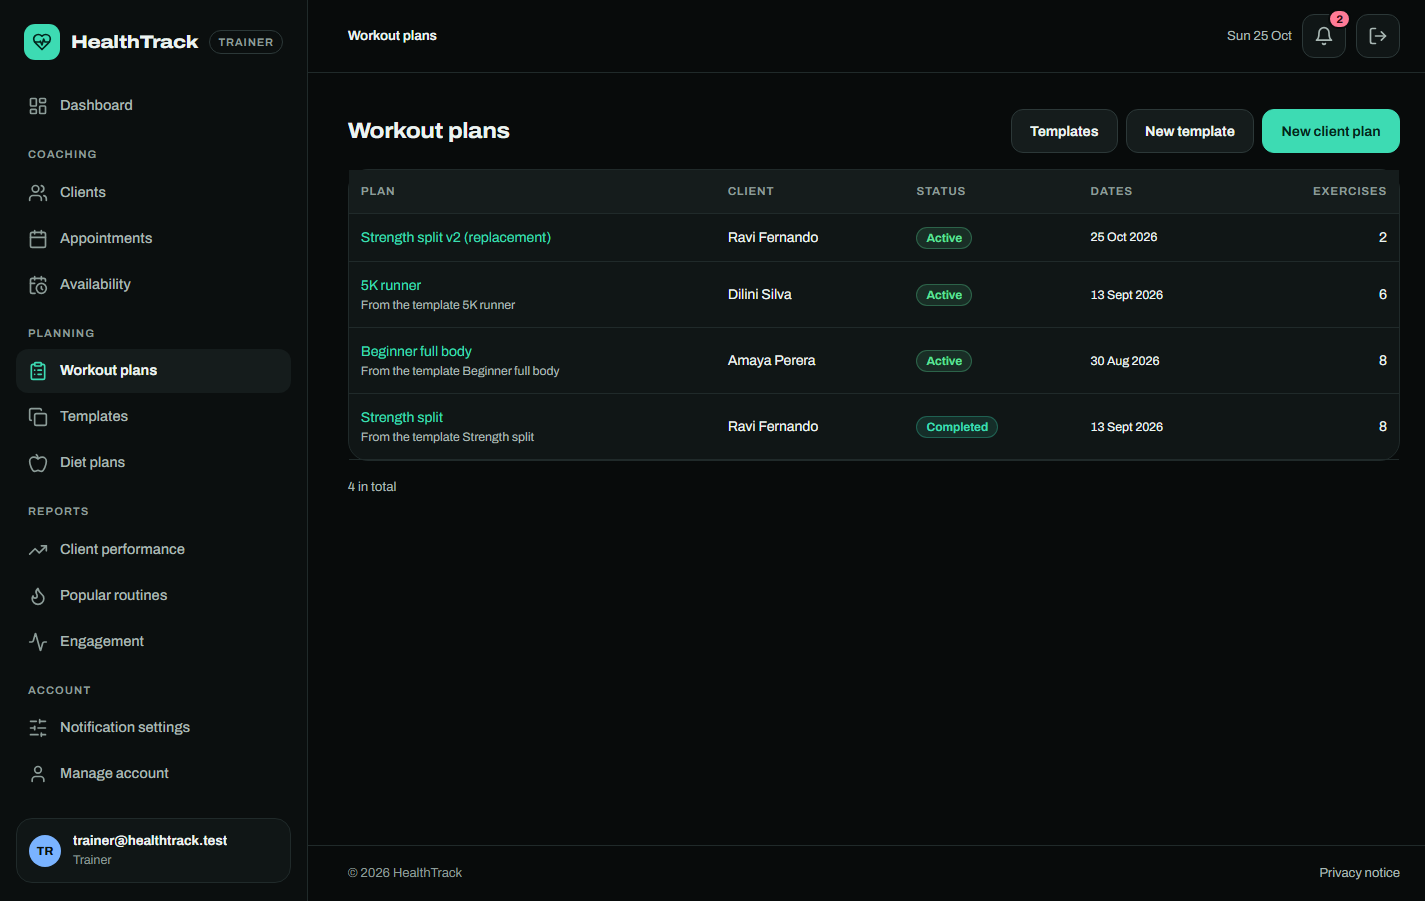 HealthTrack TRAINER
Dashboard
COACHING
Clients
Appointments
Availability
PLANNING
Workout plans
Templates
Diet plans
REPORTS
Client performance
Popular routines
Engagement
ACCOUNT
Notification settings
Manage account
TR
trainer@healthtrack.test
Trainer
Workout plans
Sun 25 Oct
2
Workout plans
Templates
New template
New client plan
PLAN CLIENT STATUS DATES EXERCISES
Strength split v2 (replacement) Ravi Fernando Active 25 Oct 2026 2
5K runner
From the template 5K runner
Dilini Silva Active 13 Sept 2026 6
Beginner full body
From the template Beginner full body
Amaya Perera Active 30 Aug 2026 8
Strength split
From the template Strength split
Ravi Fernando Completed 13 Sept 2026 8
4 in total
© 2026 HealthTrack
Privacy notice